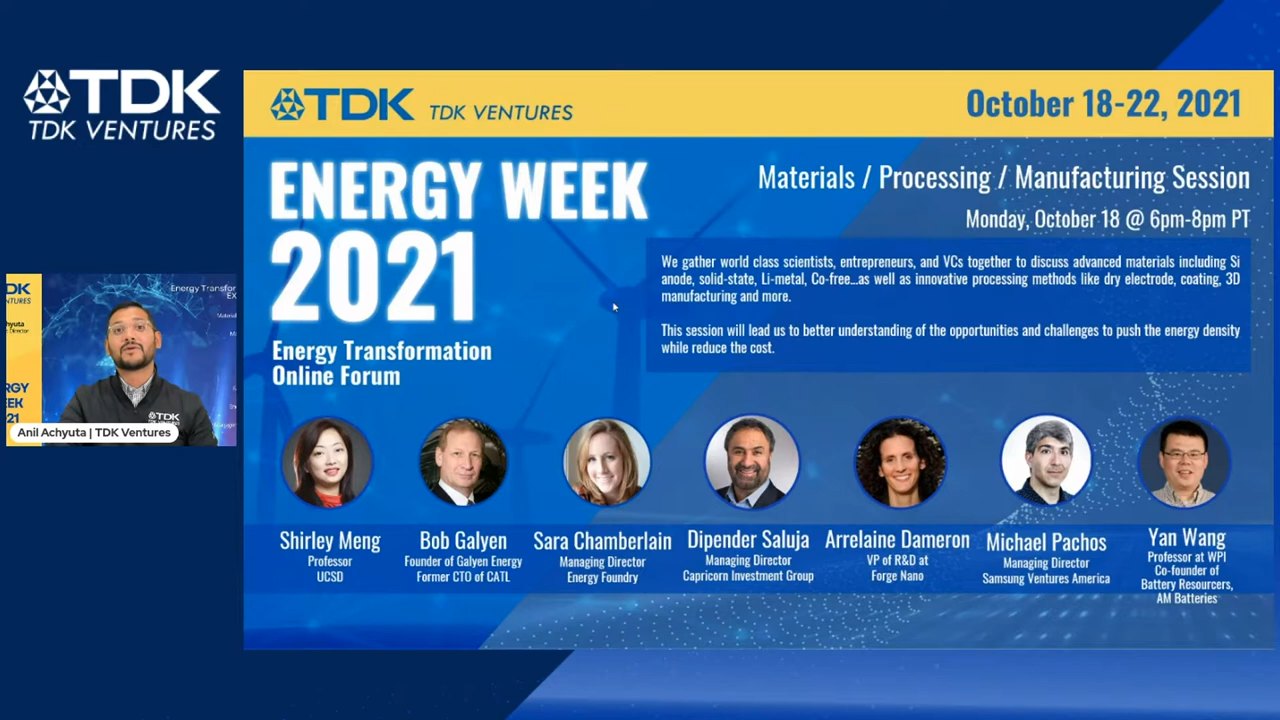 TDK
TDK VENTURES
TDK TDK VENTURES
October 18-22, 2021
ENERGY WEEK
2021
Energy Transformation
Online Forum
Materials / Processing / Manufacturing Session
Monday, October 18 @ 6pm-8pm PT
We gather world class scientists, entrepreneurs, and VCs together to discuss advanced materials including Si
anode, solid-state, Li-metal, Co-free...as well as innovative processing methods like dry electrode, coating, 3D
manufacturing and more.
This session will lead us to better understanding of the opportunities and challenges to push the energy density
while reduce the cost.
Energy Transfor
TDK
Anil Achyuta | TDK Ventures
Shirley Meng
Professor
UCSD
Bob Galyen
Founder of Galyen Energy
Former CTO of CATL
Sara Chamberlain
Managing Director
Energy Foundry
Dipender Saluja
Managing Director
Capricorn Investment Group
Arrelaine Dameron
VP of R&D at
Forge Nano
Michael Pachos
Managing Director
Samsung Ventures America
Yan Wang
Professor at WPI
Co-founder of
Battery Resourcers,
AM Batteries